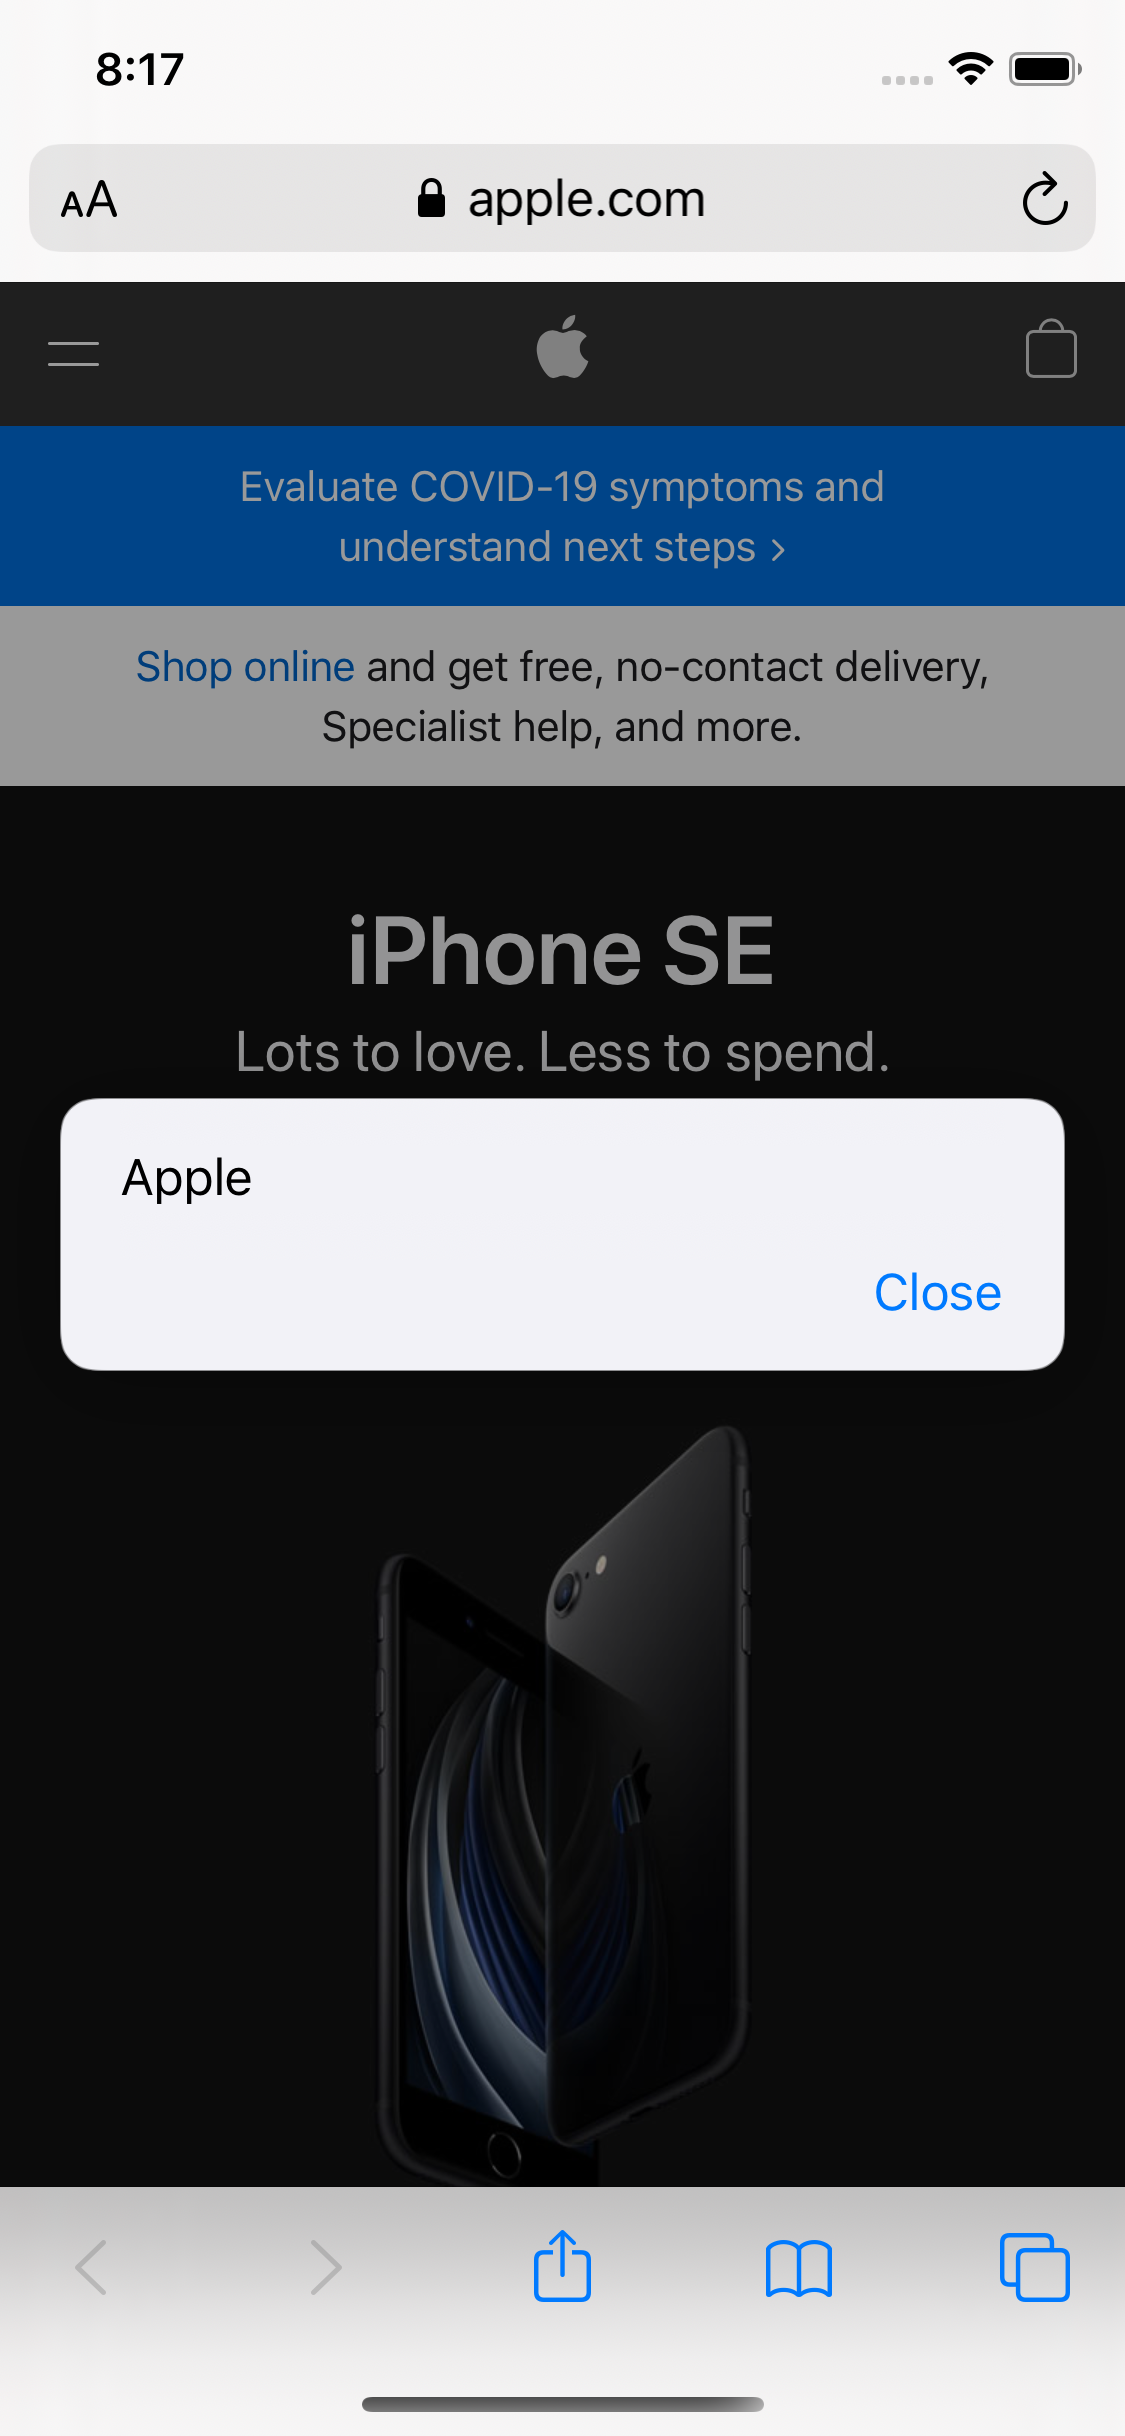 8:17
AA apple.com
Evaluate COVID-19 symptoms and
understand next steps >
Shop online and get free, no-contact delivery,
Specialist help, and more.
iPhone SE
Lots to love. Less to spend.
Apple
Close